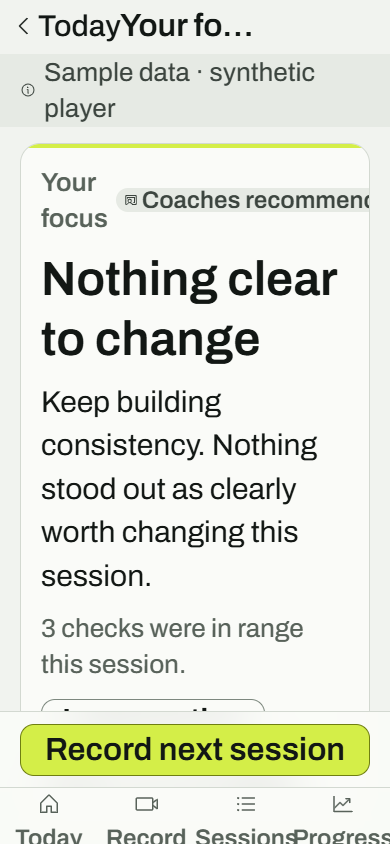 Today Your fo...
Sample data · synthetic
player
Your
focus
Coaches recommend
Nothing clear
to change
Keep building
consistency. Nothing
stood out as clearly
worth changing this
session.
3 checks were in range
this session.
Record next session
Today Record Sessions Progress